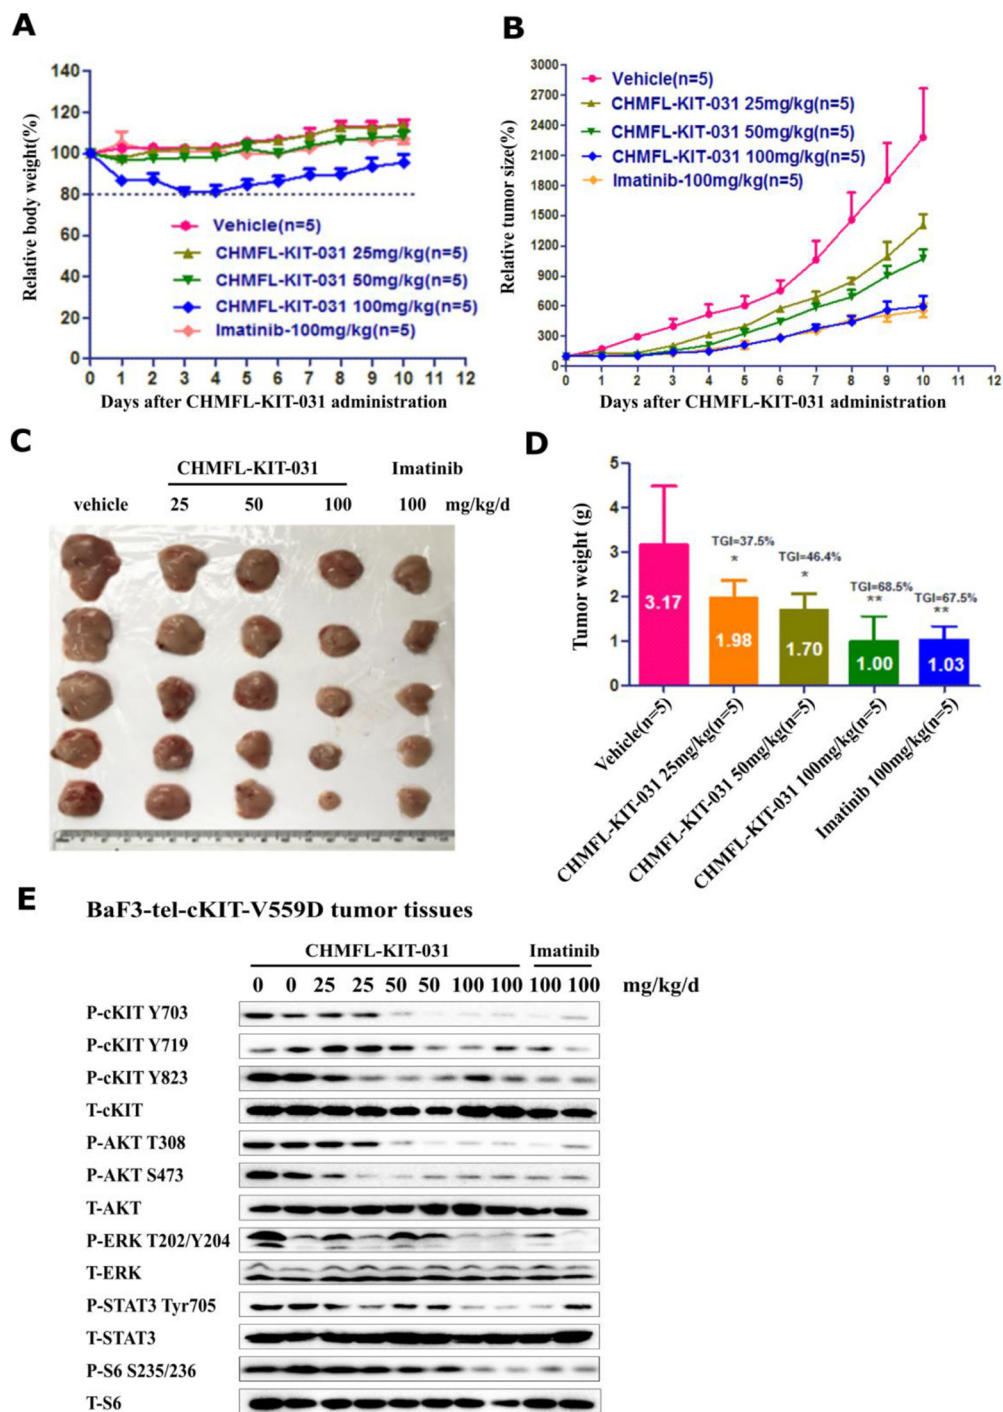 A
140
120
100
80
60
40
20
0
Relative body weight(%)
Vehicle(n=5)
CHMFL-KIT-031 25mg/kg(n=5)
CHMFL-KIT-031 50mg/kg(n=5)
CHMFL-KIT-031 100mg/kg(n=5)
Imatinib-100mg/kg(n=5)
0 1 2 3 4 5 6 7 8 9 10 11 12
Days after CHMFL-KIT-031 administration
B
3000
2700
2400
2100
1800
1500
1200
900
600
300
0
Relative tumor size(%)
Vehicle(n=5)
CHMFL-KIT-031 25mg/kg(n=5)
CHMFL-KIT-031 50mg/kg(n=5)
CHMFL-KIT-031 100mg/kg(n=5)
Imatinib-100mg/kg(n=5)
0 1 2 3 4 5 6 7 8 9 10 11 12
Days after CHMFL-KIT-031 administration
C
CHMFL-KIT-031 Imatinib
vehicle 25 50 100 100 mg/kg/d
D
5
4
3
2
1
0
Tumor weight (g)
TGI=37.5%
*
TGI=46.4%
*
TGI=68.5%
**
TGI=67.5%
**
3.17
1.98
1.70
1.00
1.03
Vehicle(n=5)
CHMFL-KIT-031 25mg/kg(n=5)
CHMFL-KIT-031 50mg/kg(n=5)
CHMFL-KIT-031 100mg/kg(n=5)
Imatinib 100mg/kg(n=5)
E
BaF3-tel-cKIT-V559D tumor tissues
CHMFL-KIT-031 Imatinib
0 0 25 25 50 50 100 100 100 100 mg/kg/d
P-cKIT Y703
P-cKIT Y719
P-cKIT Y823
T-cKIT
P-AKT T308
P-AKT S473
T-AKT
P-ERK T202/Y204
T-ERK
P-STAT3 Tyr705
T-STAT3
P-S6 S235/236
T-S6